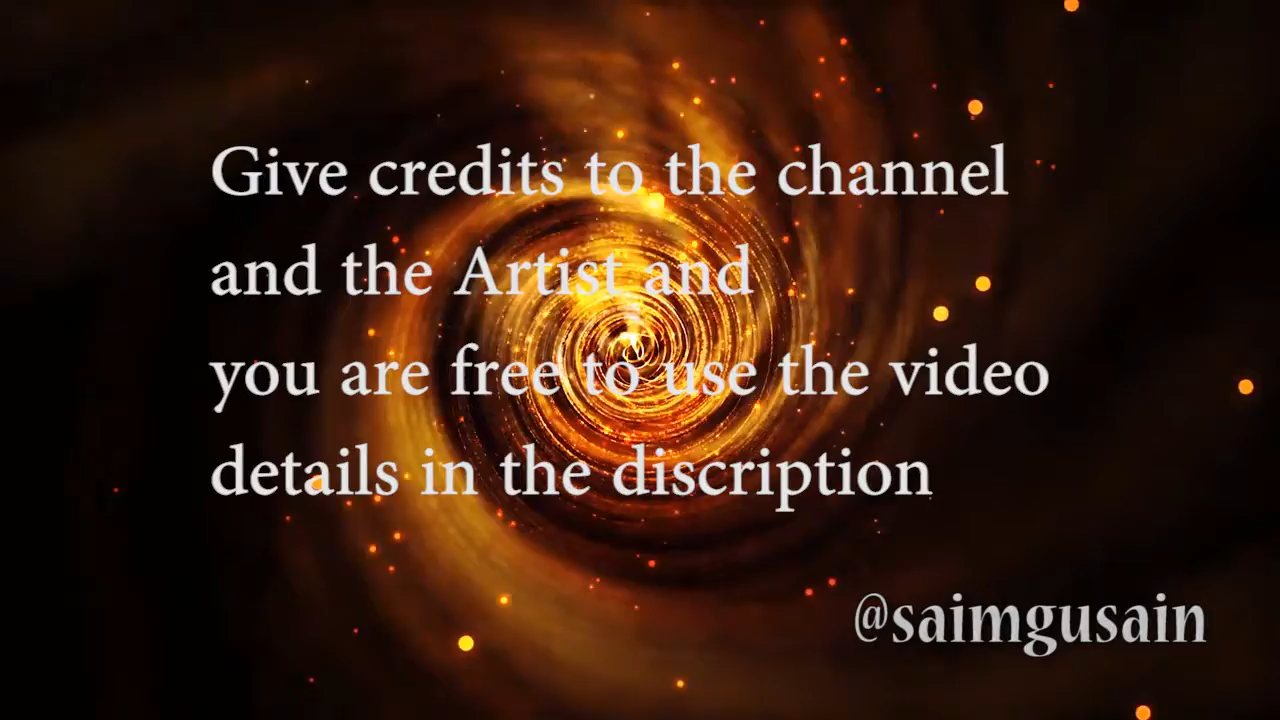 Give credits to the channel
and the Artist and
you are free to use the video
details in the discription
@saimgusain